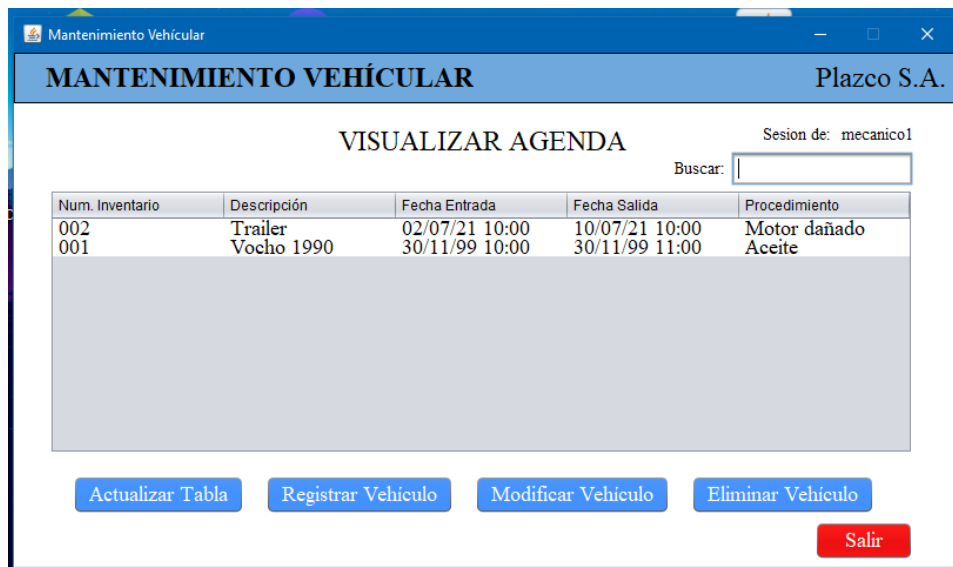 Mantenimiento Vehícular
MANTENIMIENTO VEHÍCULAR Plazco S.A.
VISUALIZAR AGENDA
Sesion de: mecanico1
Buscar:
Num. Inventario Descripción Fecha Entrada Fecha Salida Procedimiento
002 Trailer 02/07/21 10:00 10/07/21 10:00 Motor dañado
001 Vocho 1990 30/11/99 10:00 30/11/99 11:00 Aceite
Actualizar Tabla Registrar Vehículo Modificar Vehículo Eliminar Vehículo
Salir